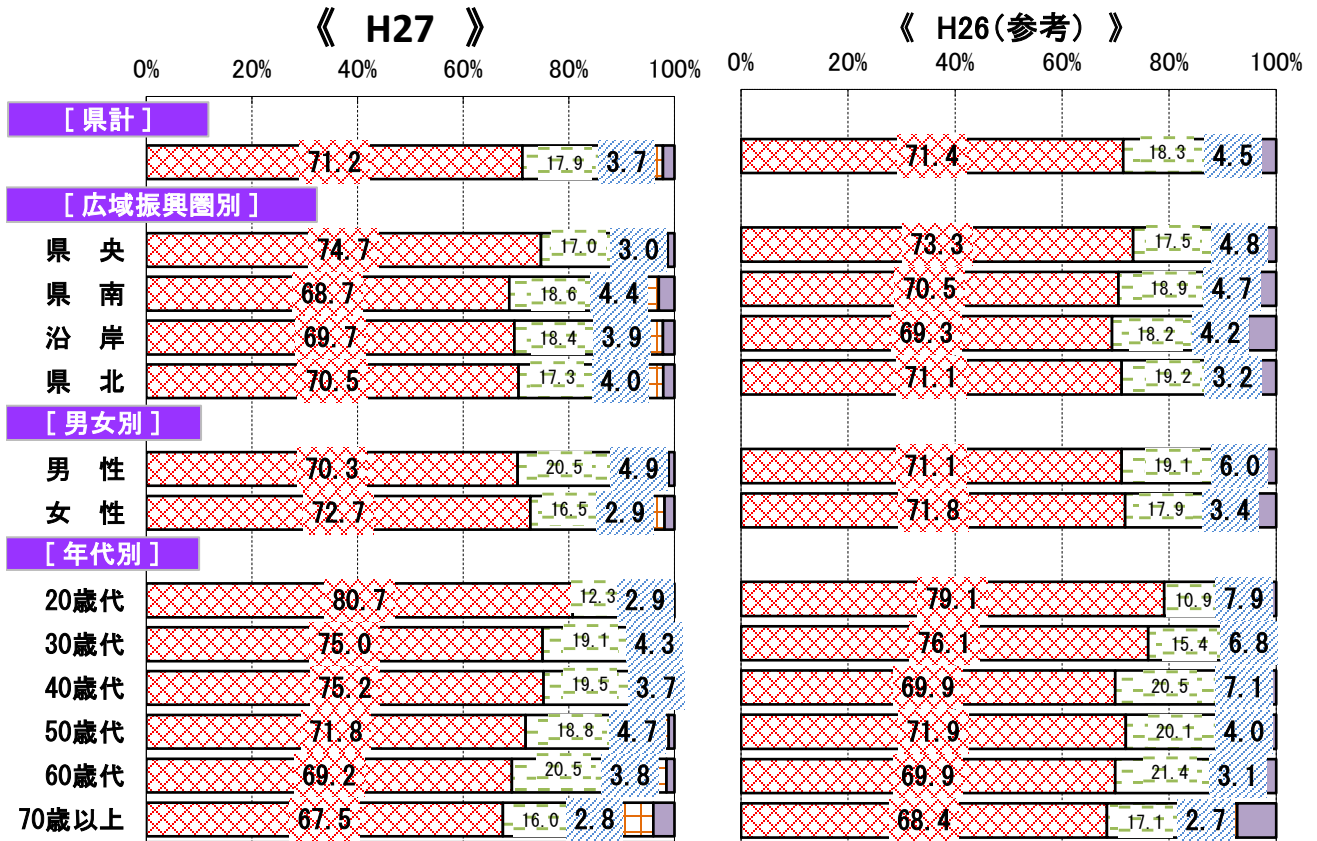 《 H27 》 《 H26（参考） 》
0% 20% 40% 60% 80% 100% 0% 20% 40% 60% 80% 100%
[ 県計 ]
71.2 17.9 3.7 71.4 18.3 4.5
[ 広域振興圏別 ]
県 央 74.7 17.0 3.0 73.3 17.5 4.8
県 南 68.7 18.6 4.4 70.5 18.9 4.7
沿 岸 69.7 18.4 3.9 69.3 18.2 4.2
県 北 70.5 17.3 4.0 71.1 19.2 3.2
[ 男女別 ]
男 性 70.3 20.5 4.9 71.1 19.1 6.0
女 性 72.7 16.5 2.9 71.8 17.9 3.4
[ 年代別 ]
20歳代 80.7 12.3 2.9 79.1 10.9 7.9
30歳代 75.0 19.1 4.3 76.1 15.4 6.8
40歳代 75.2 19.5 3.7 69.9 20.5 7.1
50歳代 71.8 18.8 4.7 71.9 20.1 4.0
60歳代 69.2 20.5 3.8 69.9 21.4 3.1
70歳以上 67.5 16.0 2.8 68.4 17.1 2.7